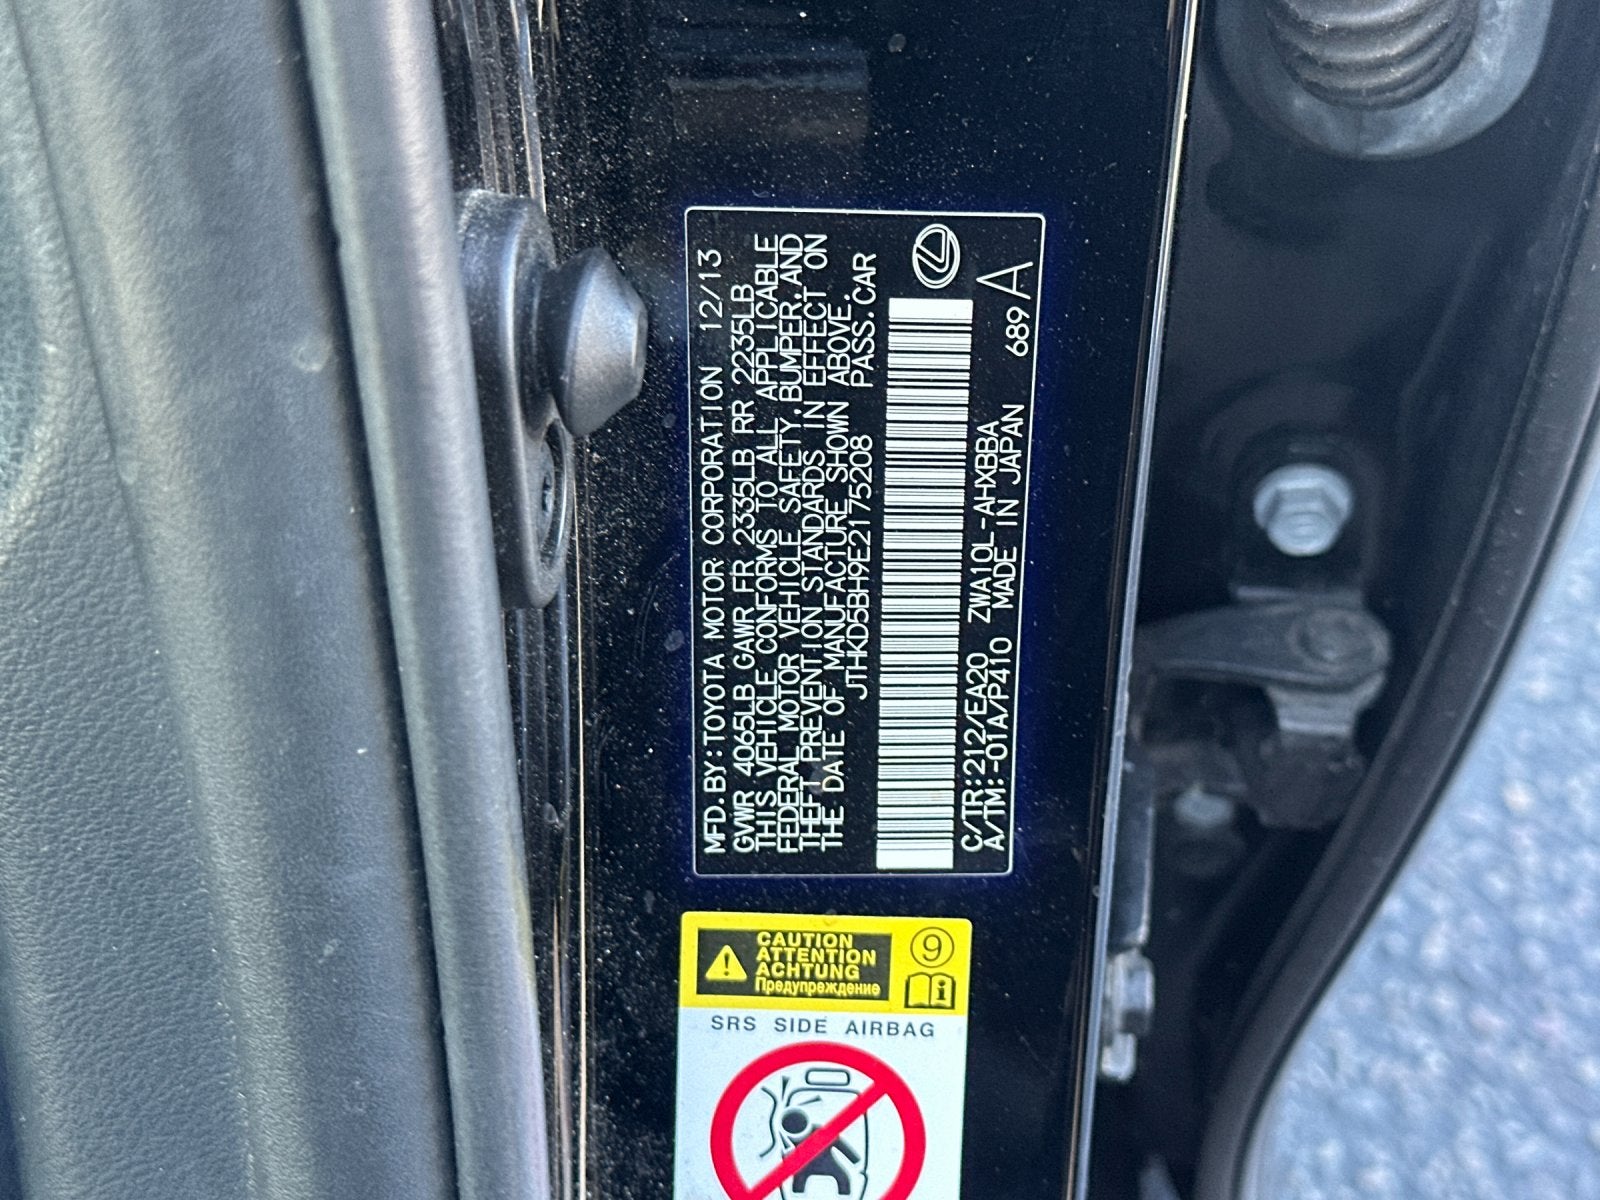 MFD.BY:TOYOTA MOTOR CORPORATION 12/13
GVWR 4065LB GAWR FR 2335LB RR 2235LB
THIS VEHICLE CONFORMS TO ALL APPLICABLE
FEDERAL MOTOR VEHICLE SAFETY,BUMPER,AND
THEFT PREVENTION STANDARDS IN EFFECT ON
THE DATE OF MANUFACTURE SHOWN ABOVE.
JTHKD5BH9E2175208 PASS.CAR
C/TR:212/EA20 ZWA10L-AHXBBA
A/TM:-01A/P410 MADE IN JAPAN 689A
CAUTION
ATTENTION
ACHTUNG
Предупреждение
9
SRS SIDE AIRBAG